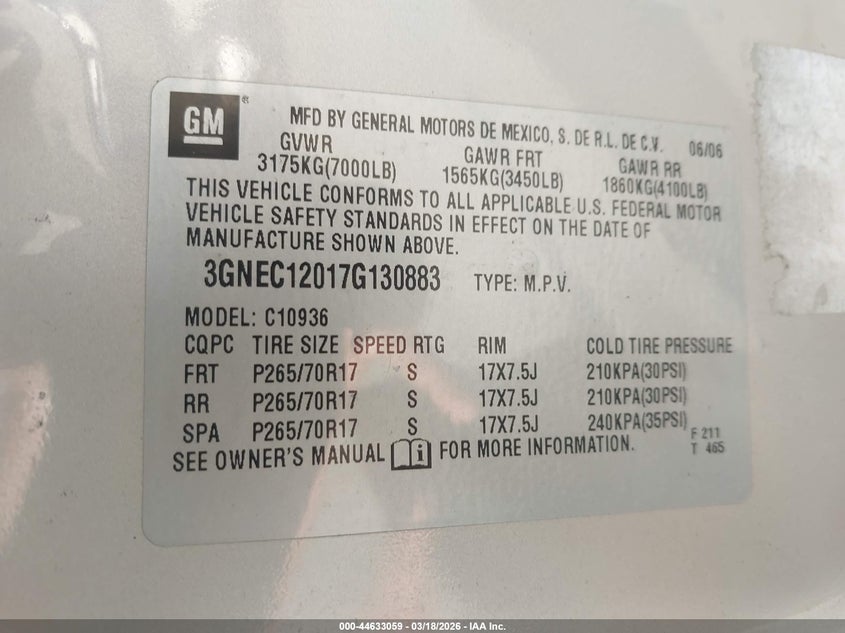 GM ®
MFD BY GENERAL MOTORS DE MEXICO, S. DE R.L. DE C.V. 06/06
GVWR GAWR FRT GAWR RR
3175KG(7000LB) 1565KG(3450LB) 1860KG(4100LB)
THIS VEHICLE CONFORMS TO ALL APPLICABLE U.S. FEDERAL MOTOR
VEHICLE SAFETY STANDARDS IN EFFECT ON THE DATE OF
MANUFACTURE SHOWN ABOVE.
3GNEC12017G130883 TYPE: M.P.V.
MODEL: C10936
CQPC TIRE SIZE SPEED RTG RIM COLD TIRE PRESSURE
FRT P265/70R17 S 17X7.5J 210KPA(30PSI)
RR P265/70R17 S 17X7.5J 210KPA(30PSI)
SPA P265/70R17 S 17X7.5J 240KPA(35PSI)
F 211
T 465
SEE OWNER'S MANUAL FOR MORE INFORMATION.
000-44633059 - 03/18/2026 - IAA Inc.